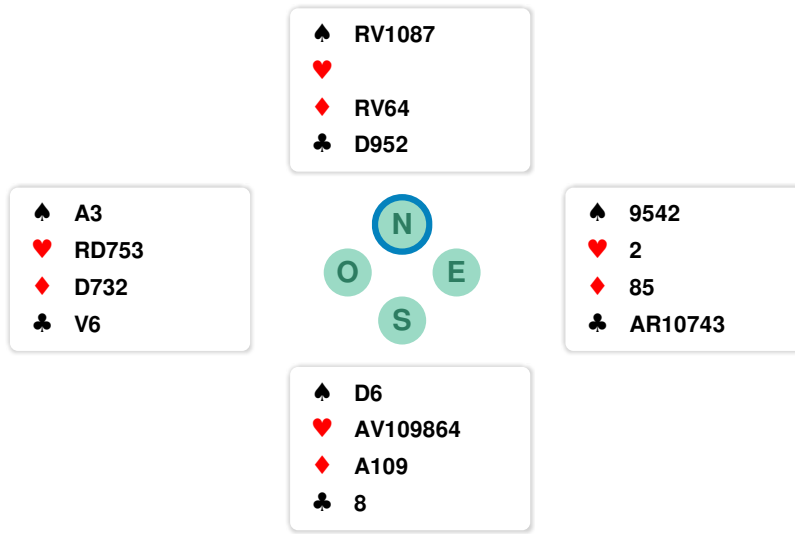 ♠ RV1087
♥
♦ RV64
♣ D952
♠ A3
♥ RD753
♦ D732
♣ V6
N
O E
S
♠ 9542
♥ 2
♦ 85
♣ AR10743
♠ D6
♥ AV109864
♦ A109
♣ 8